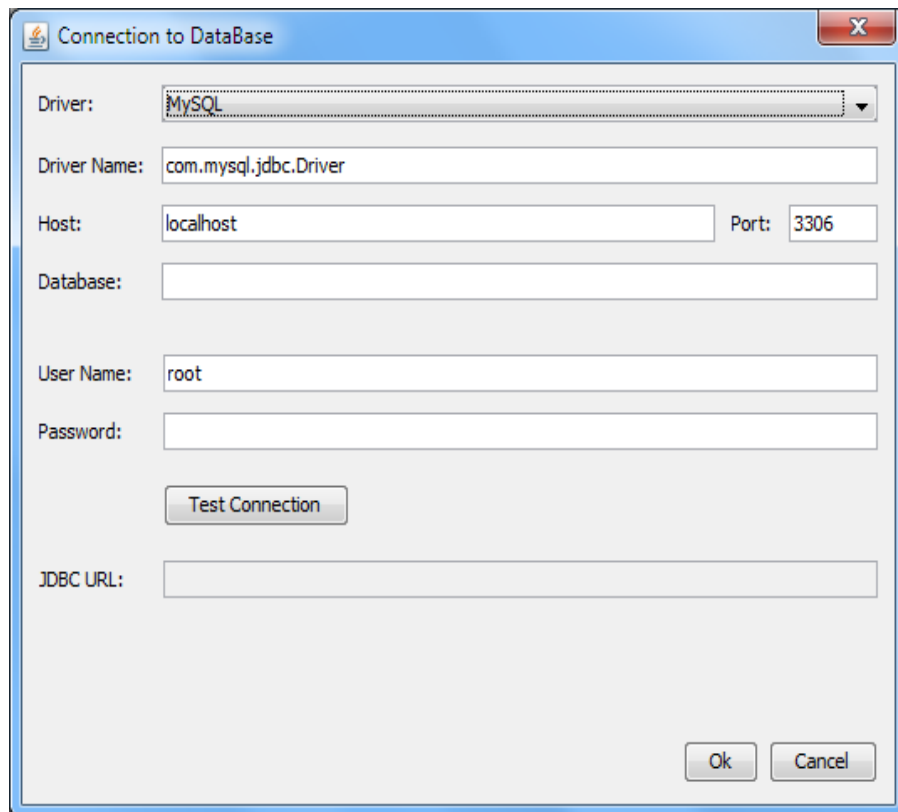 Connection to DataBase
X
Driver: MySQL
Driver Name: com.mysql.jdbc.Driver
Host: localhost Port: 3306
Database:
User Name: root
Password:
Test Connection
JDBC URL:
Ok Cancel